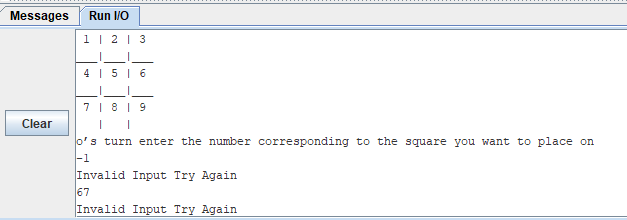 Messages Run I/O
1 | 2 | 3
___|___|___
4 | 5 | 6
___|___|___
7 | 8 | 9
| |
Clear
o's turn enter the number corresponding to the square you want to place on
-1
Invalid Input Try Again
67
Invalid Input Try Again